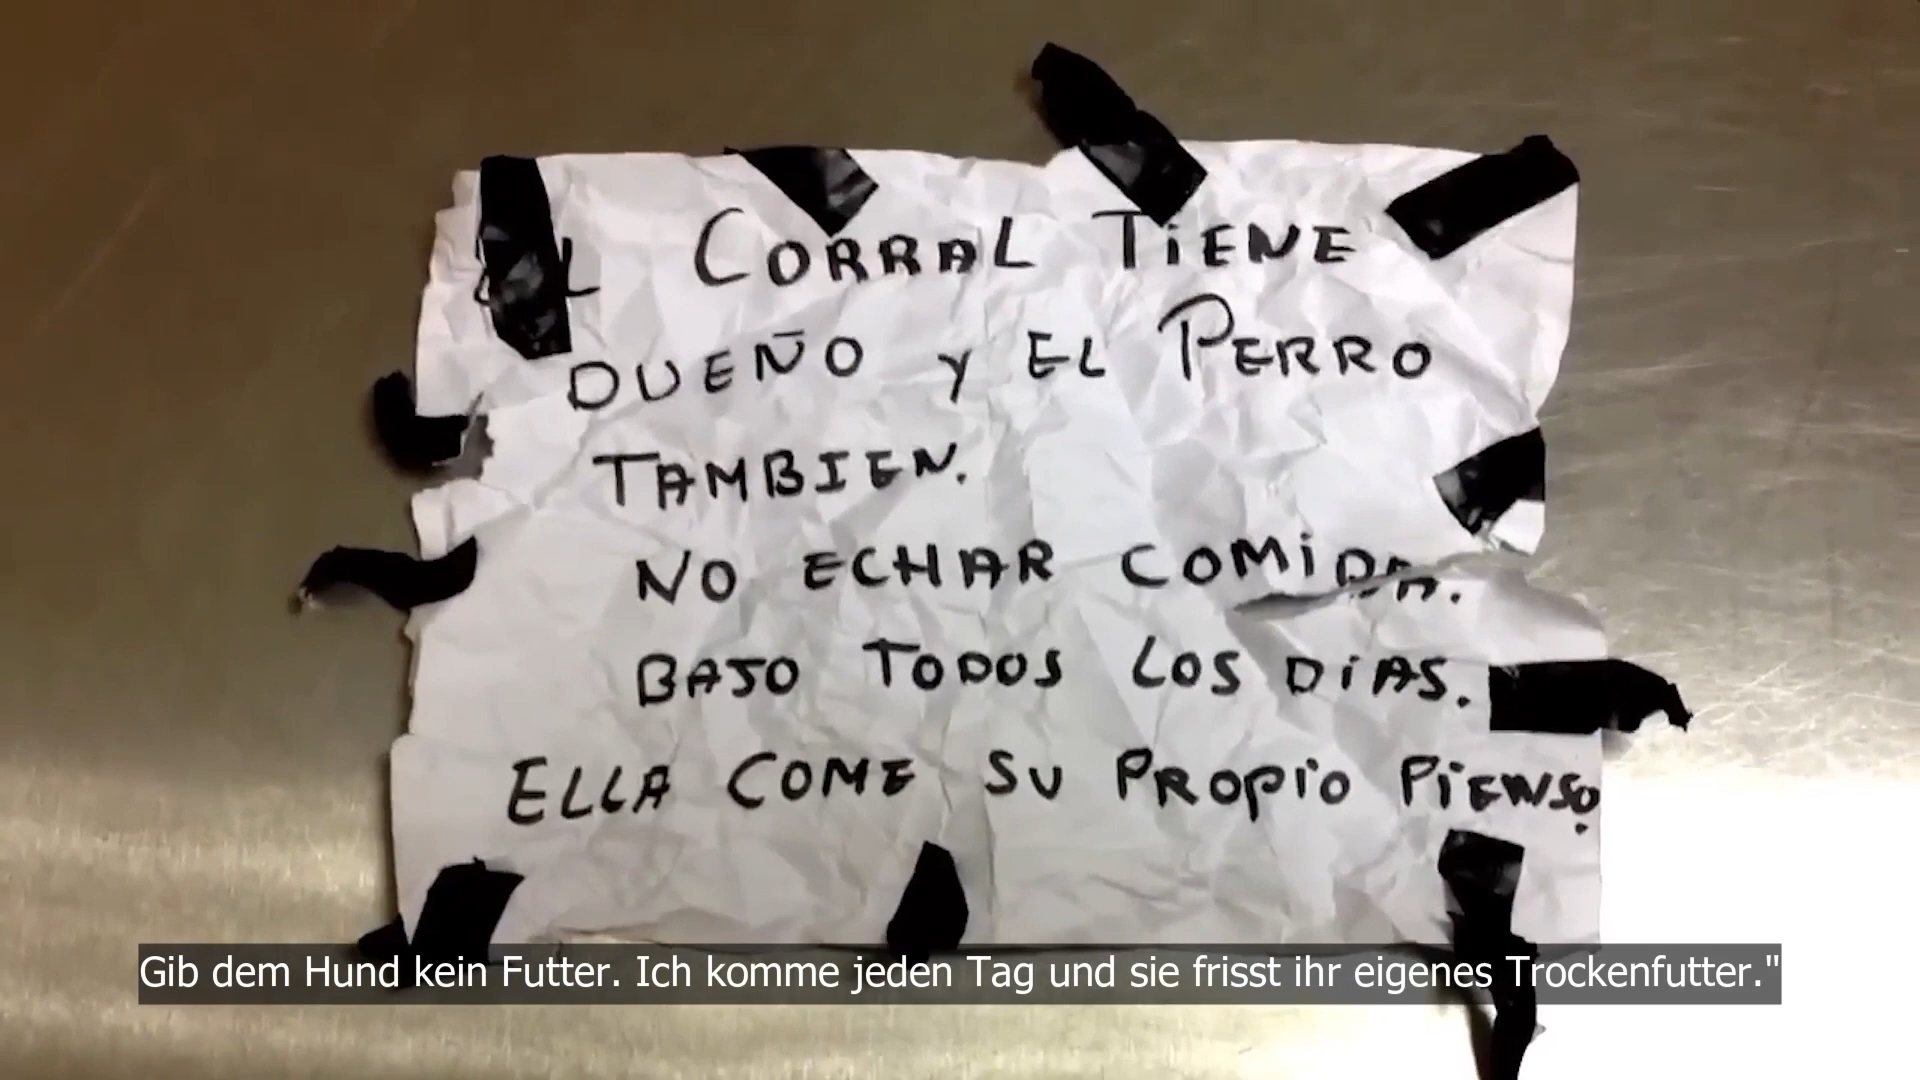 EL CORRAL TiENE
DUEÑO Y EL PERRO
TAMBIEN.
NO ECHAR COMiDA.
BAJO TODOS LOS DiAS.
ELLA COME SU PROPiO PiENSO.
Gib dem Hund kein Futter. Ich komme jeden Tag und sie frisst ihr eigenes Trockenfutter."